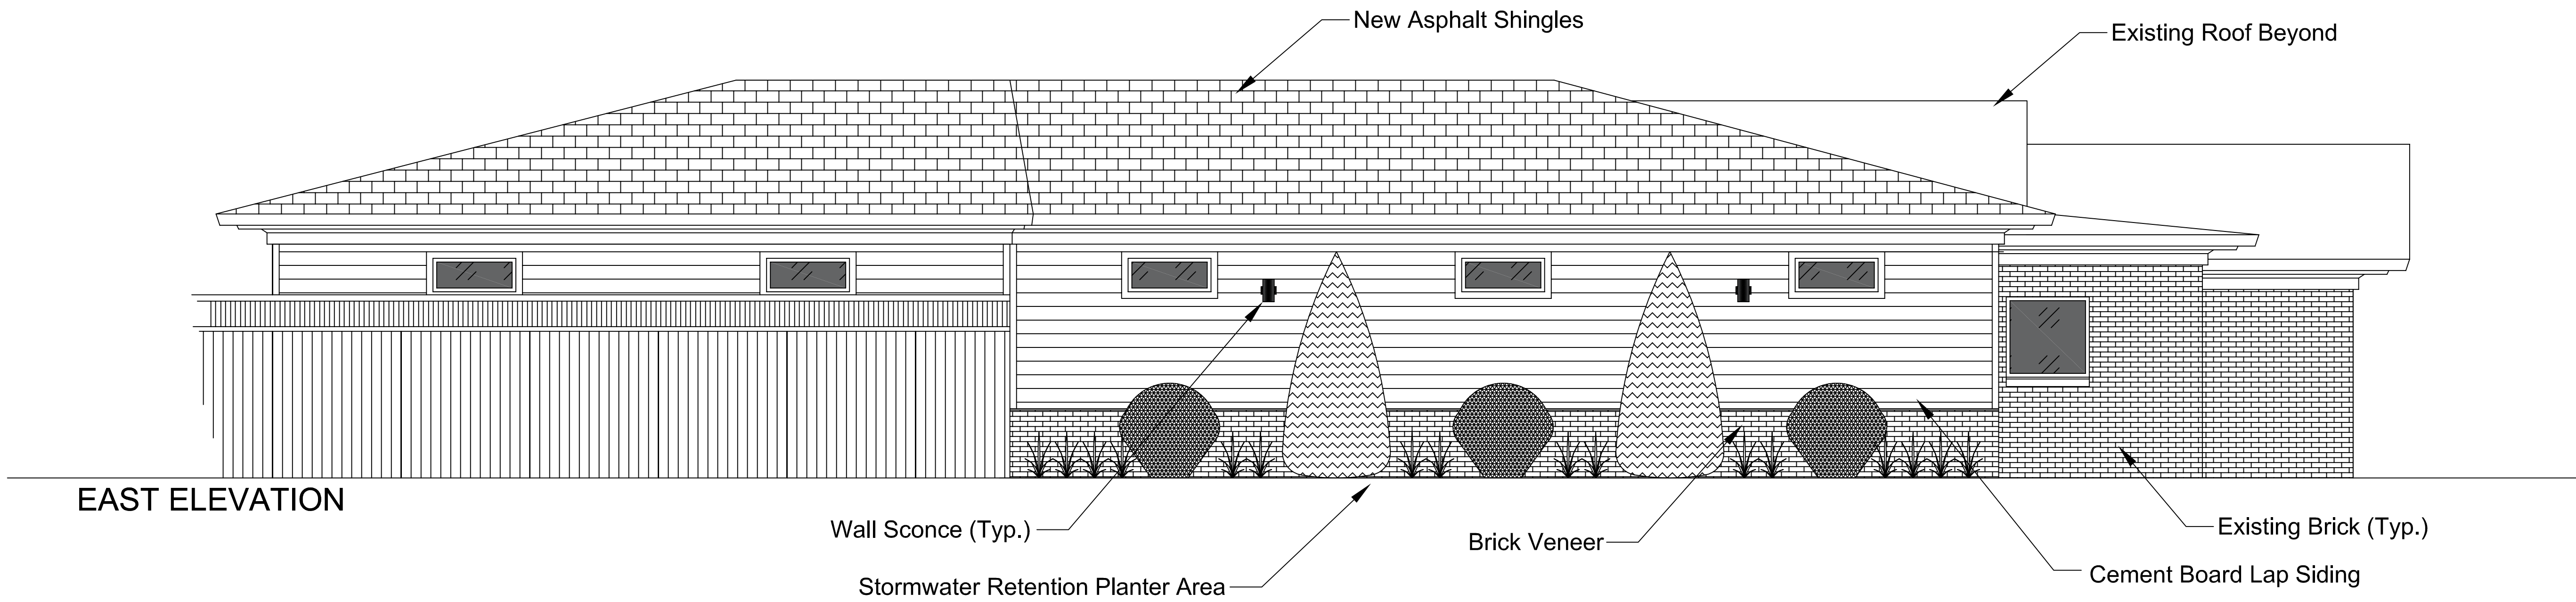 New Asphalt Shingles
Existing Roof Beyond
EAST ELEVATION
Wall Sconce (Typ.)
Brick Veneer
Existing Brick (Typ.)
Stormwater Retention Planter Area
Cement Board Lap Siding